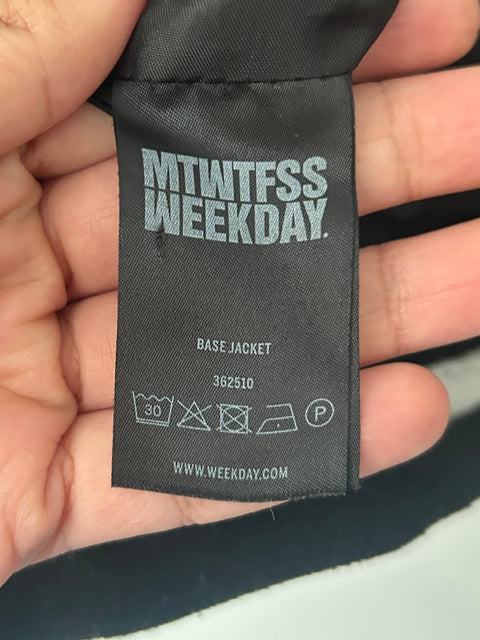 MTWTFSS
WEEKDAY.
BASE JACKET
362510
30 P
WWW.WEEKDAY.COM